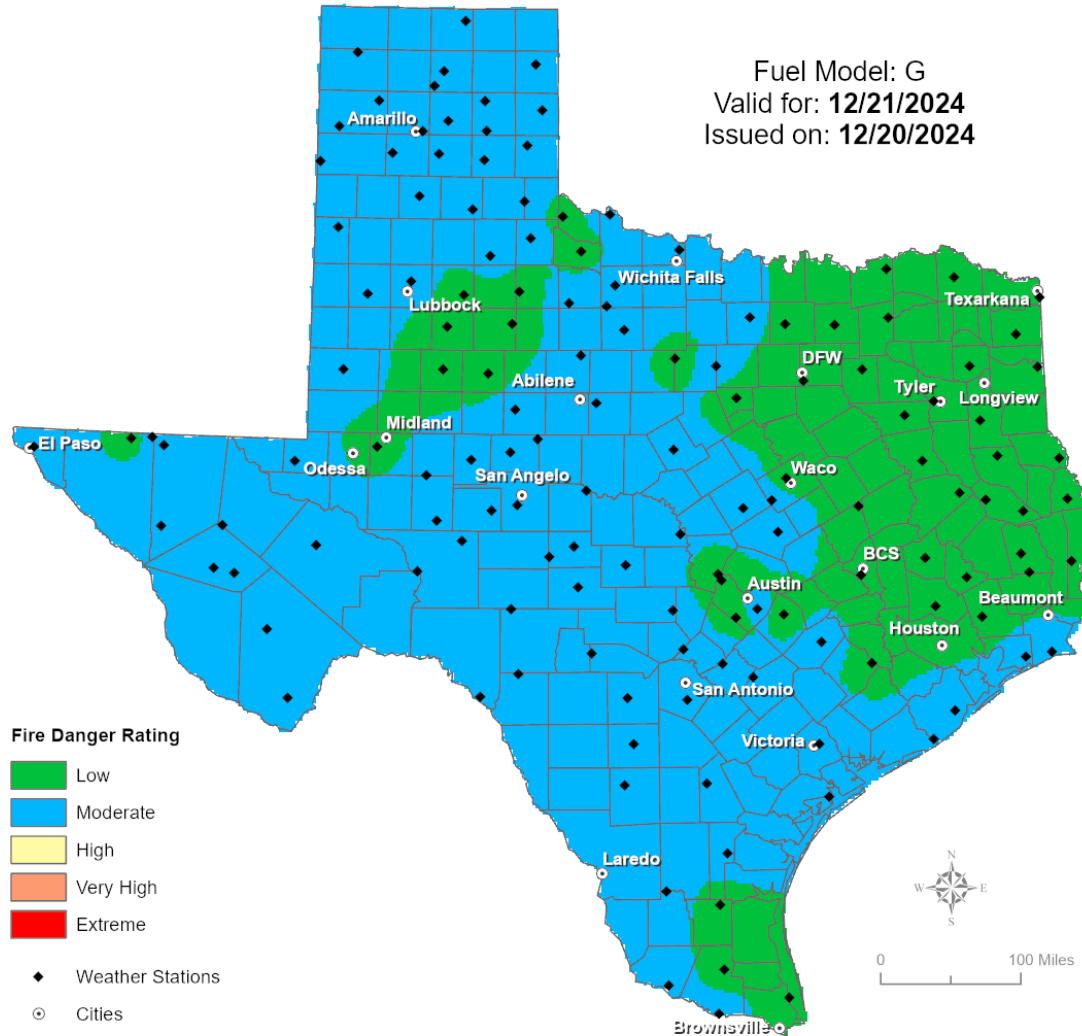 Fuel Model: G
Valid for: 12/21/2024
Issued on: 12/20/2024
Amarillo
Wichita Falls
Lubbock
Texarkana
DFW
Abilene
Tyler
Longview
Midland
El Paso
Odessa
San Angelo
Waco
BCS
Austin
Beaumont
Houston
San Antonio
Victoria
Laredo
Brownsville
Fire Danger Rating
Low
Moderate
High
Very High
Extreme
Weather Stations
Cities
N
W E
S
0 100 Miles